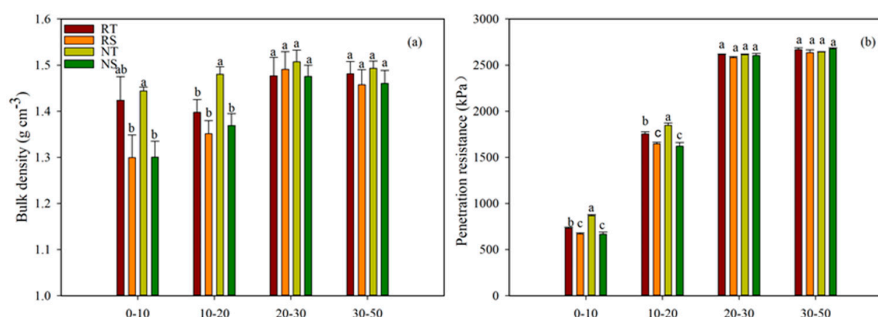 1.6
1.5
1.4
1.3
1.2
1.1
1.0
Bulk density (g cm-3)
RT
RS
NT
NS
(a)
ab b a b
b b a b
a a a a
a a a a
0-10 10-20 20-30 30-50
3000
2500
2000
1500
1000
500
0
Penetration resistance (kPa)
(b)
b c a c
b c a c
a a a a
a a a a
0-10 10-20 20-30 30-50